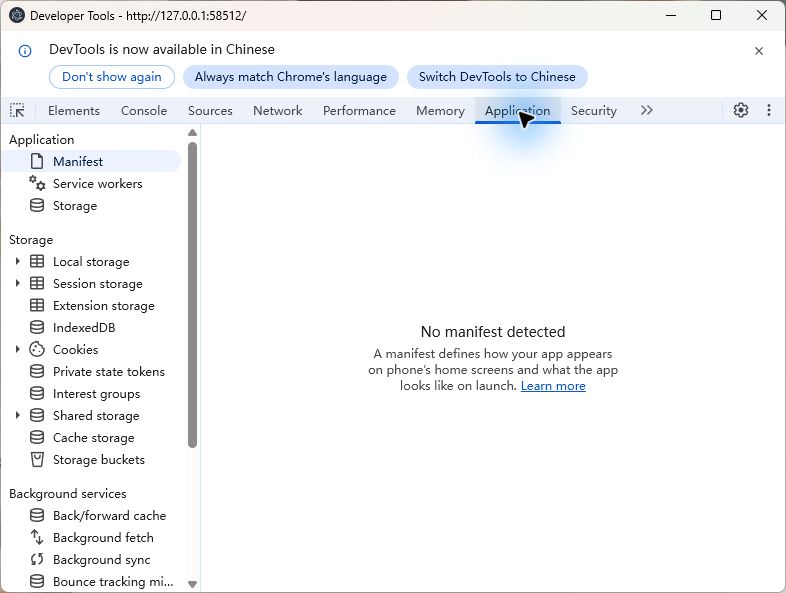 Developer Tools - http://127.0.0.1:58512/
DevTools is now available in Chinese
Don't show again
Always match Chrome's language
Switch DevTools to Chinese
Elements
Console
Sources
Network
Performance
Memory
Application
Security
Application
Manifest
Service workers
Storage
Storage
Local storage
Session storage
Extension storage
IndexedDB
Cookies
Private state tokens
Interest groups
Shared storage
Cache storage
Storage buckets
Background services
Back/forward cache
Background fetch
Background sync
Bounce tracking mi...
No manifest detected
A manifest defines how your app appears
on phone's home screens and what the app
looks like on launch. Learn more